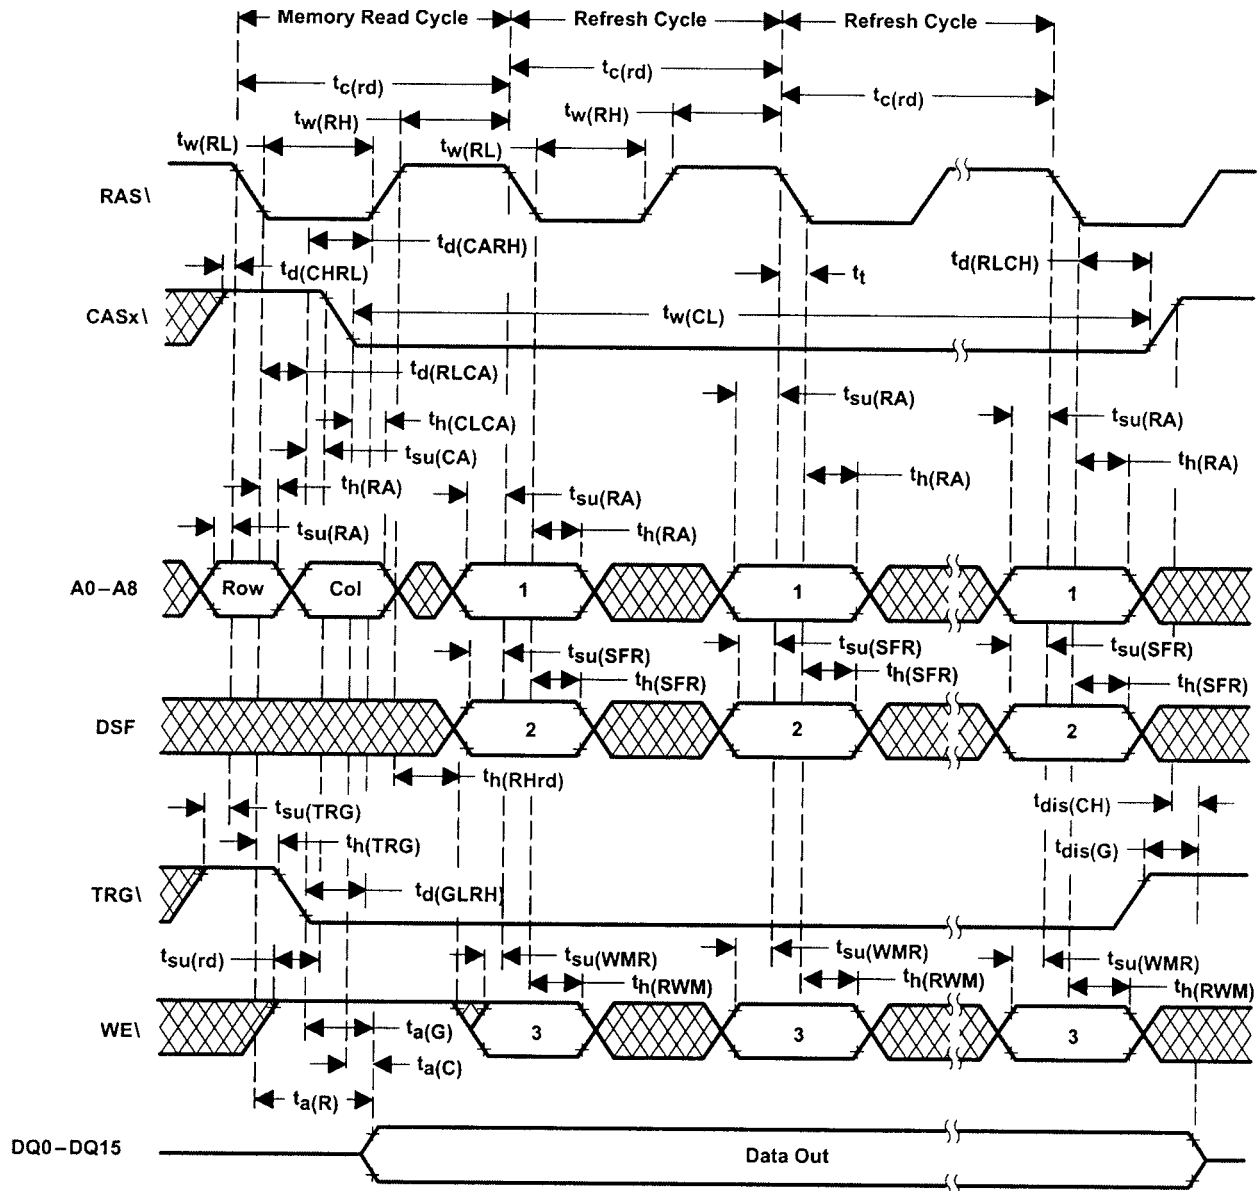 Memory Read Cycle Refresh Cycle Refresh Cycle
tc(rd)
tc(rd)
tc(rd)
tw(RH) tw(RH)
tw(RL) tw(RL)
RAS\
td(CARH)
td(CHRL) tt td(RLCH)
CASx\ tw(CL)
td(RLCA)
tsu(RA)
th(CLCA) tsu(RA)
tsu(CA)
th(RA) th(RA)
th(RA) tsu(RA)
tsu(RA) th(RA)
A0–A8 Row Col 1 1 1
tsu(SFR) tsu(SFR) tsu(SFR)
th(SFR) th(SFR) th(SFR)
DSF 2 2 2
th(RHrd)
tsu(TRG) tdis(CH)
th(TRG) tdis(G)
TRG\ td(GLRH)
tsu(rd) tsu(WMR) tsu(WMR) tsu(WMR)
th(RWM) th(RWM) th(RWM)
WE\ ta(G) 3 3 3
ta(C)
ta(R)
DQ0–DQ15 Data Out